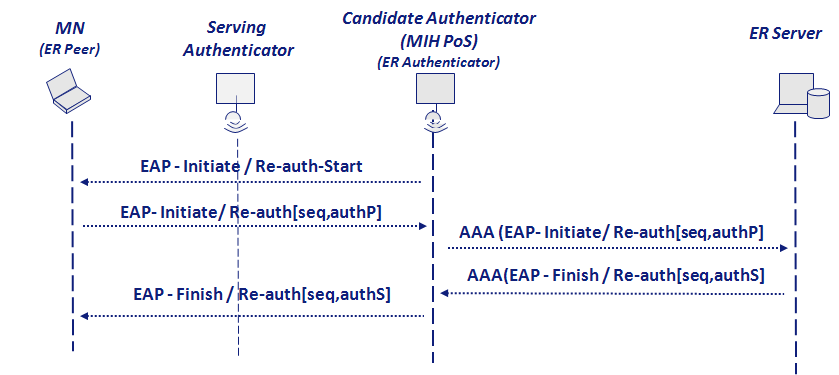 MN
(ER Peer)
Serving
Authenticator
Candidate Authenticator
(MIH PoS)
(ER Authenticator)
ER Server
EAP - Initiate / Re-auth-Start
EAP- Initiate/ Re-auth[seq,authP]
AAA (EAP- Initiate/ Re-auth[seq,authP]
AAA(EAP - Finish / Re-auth[seq,authS]
EAP - Finish / Re-auth[seq,authS]